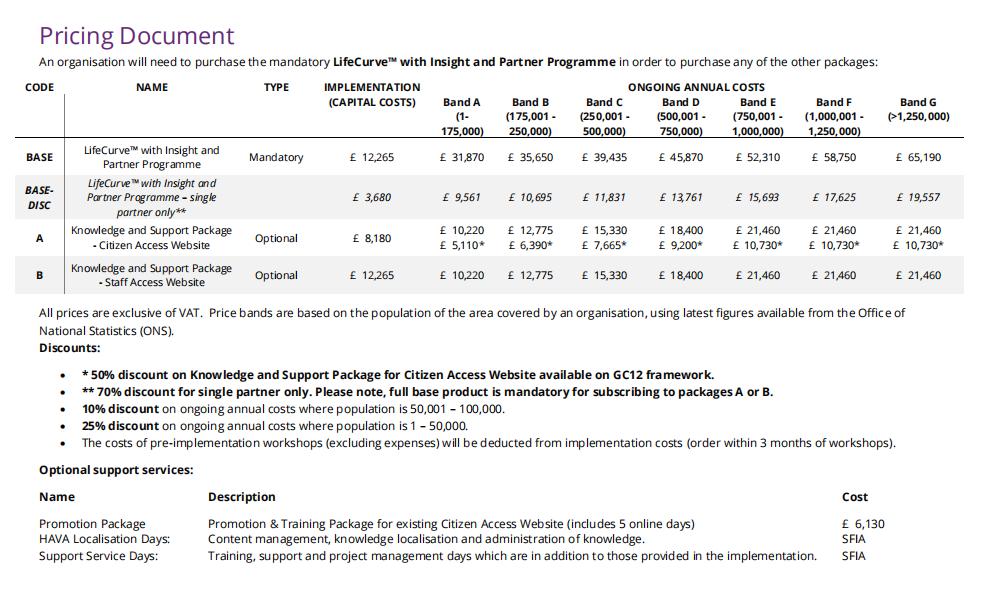 Pricing Document
An organisation will need to purchase the mandatory LifeCurve™ with Insight and Partner Programme in order to purchase any of the other packages:
CODE NAME TYPE IMPLEMENTATION ONGOING ANNUAL COSTS
(CAPITAL COSTS) Band A Band B Band C Band D Band E Band F Band G
(1- (175,001 - (250,001 - (500,001 - (750,001 - (1,000,001 - (>1,250,000)
175,000) 250,000) 500,000) 750,000) 1,000,000) 1,250,000)
BASE LifeCurve™ with Insight and Partner Programme Mandatory £ 12,265 £ 31,870 £ 35,650 £ 39,435 £ 45,870 £ 52,310 £ 58,750 £ 65,190
BASE-DISC LifeCurve™ with Insight and Partner Programme – single partner only** £ 3,680 £ 9,561 £ 10,695 £ 11,831 £ 13,761 £ 15,693 £ 17,625 £ 19,557
A Knowledge and Support Package - Citizen Access Website Optional £ 8,180 £ 10,220 £ 12,775 £ 15,330 £ 18,400 £ 21,460 £ 21,460 £ 21,460
£ 5,110* £ 6,390* £ 7,665* £ 9,200* £ 10,730* £ 10,730* £ 10,730*
B Knowledge and Support Package - Staff Access Website Optional £ 12,265 £ 10,220 £ 12,775 £ 15,330 £ 18,400 £ 21,460 £ 21,460 £ 21,460
All prices are exclusive of VAT. Price bands are based on the population of the area covered by an organisation, using latest figures available from the Office of
National Statistics (ONS).
Discounts:
• * 50% discount on Knowledge and Support Package for Citizen Access Website available on GC12 framework.
• ** 70% discount for single partner only. Please note, full base product is mandatory for subscribing to packages A or B.
• 10% discount on ongoing annual costs where population is 50,001 – 100,000.
• 25% discount on ongoing annual costs where population is 1 – 50,000.
• The costs of pre-implementation workshops (excluding expenses) will be deducted from implementation costs (order within 3 months of workshops).
Optional support services:
Name Description Cost
Promotion Package Promotion & Training Package for existing Citizen Access Website (includes 5 online days) £ 6,130
HAVA Localisation Days: Content management, knowledge localisation and administration of knowledge. SFIA
Support Service Days: Training, support and project management days which are in addition to those provided in the implementation. SFIA